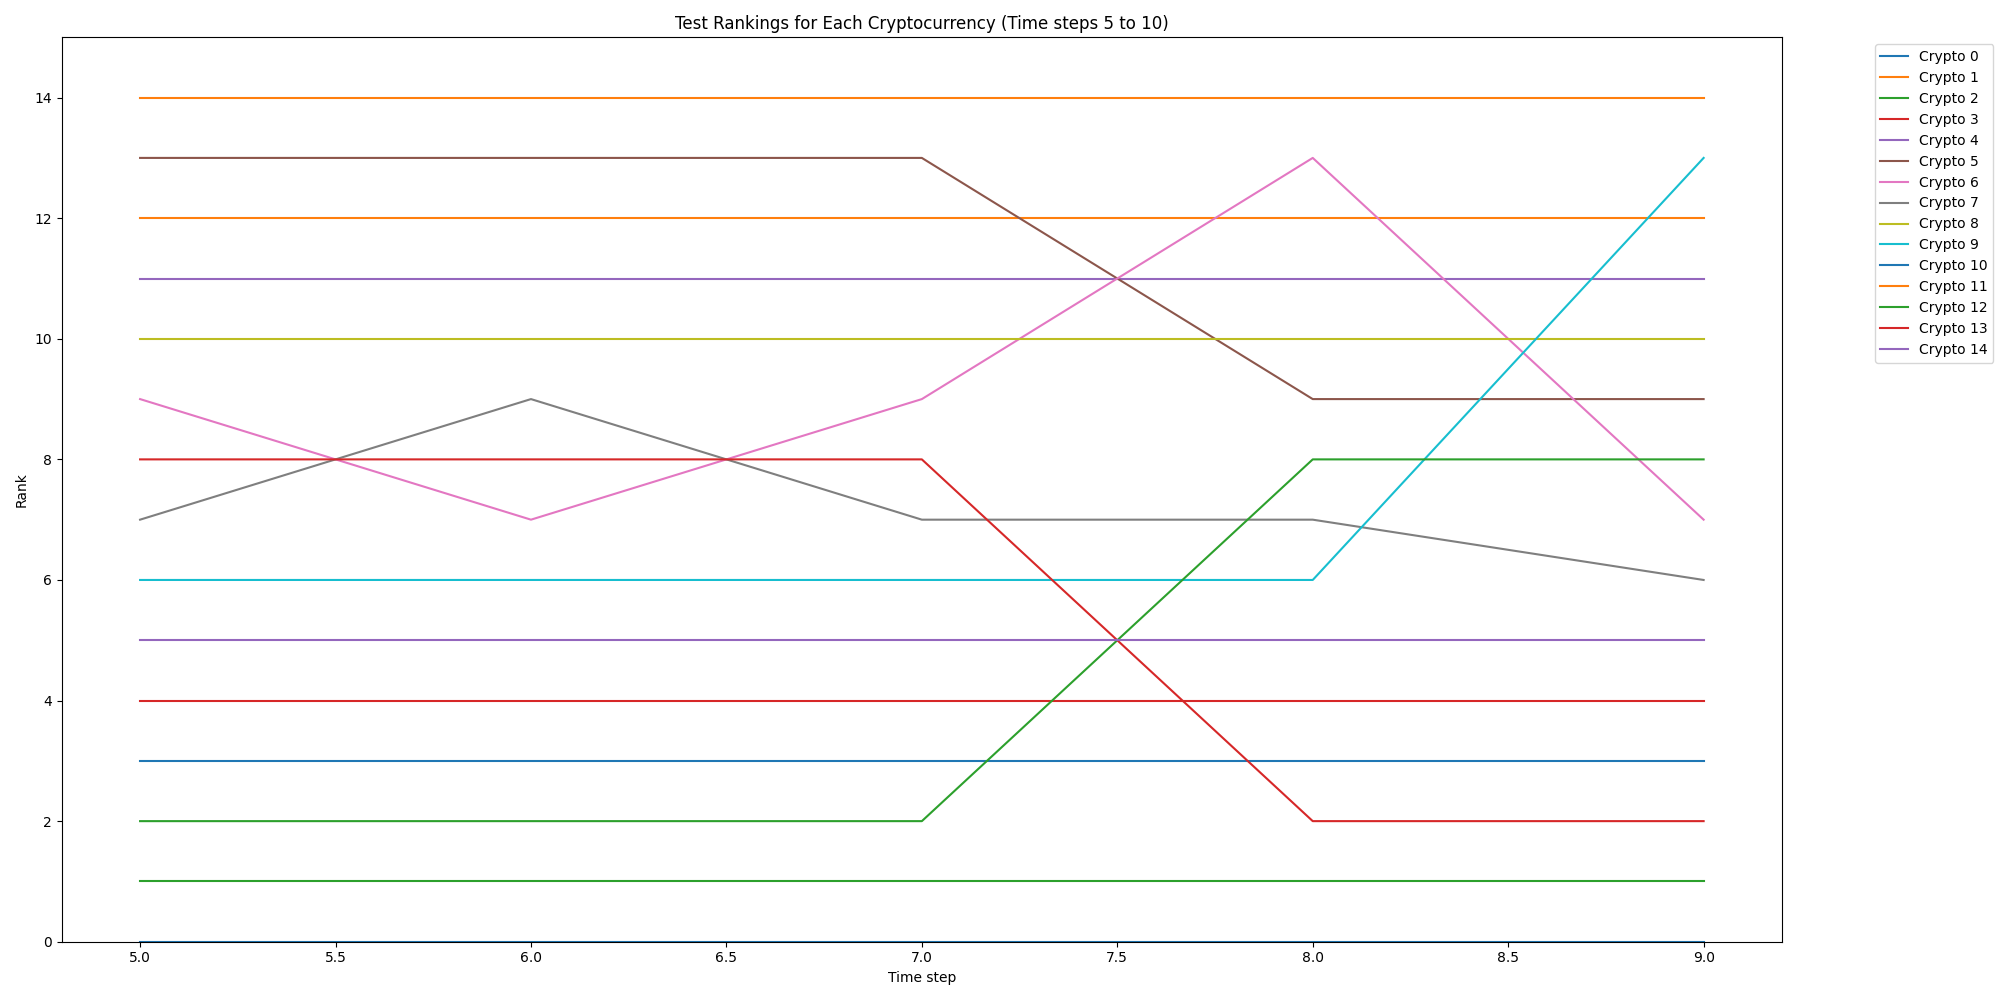 Test Rankings for Each Cryptocurrency (Time steps 5 to 10)
Rank
14
12
10
8
6
4
2
0
5.0 5.5 6.0 6.5 7.0 7.5 8.0 8.5 9.0
Time step
Crypto 0
Crypto 1
Crypto 2
Crypto 3
Crypto 4
Crypto 5
Crypto 6
Crypto 7
Crypto 8
Crypto 9
Crypto 10
Crypto 11
Crypto 12
Crypto 13
Crypto 14